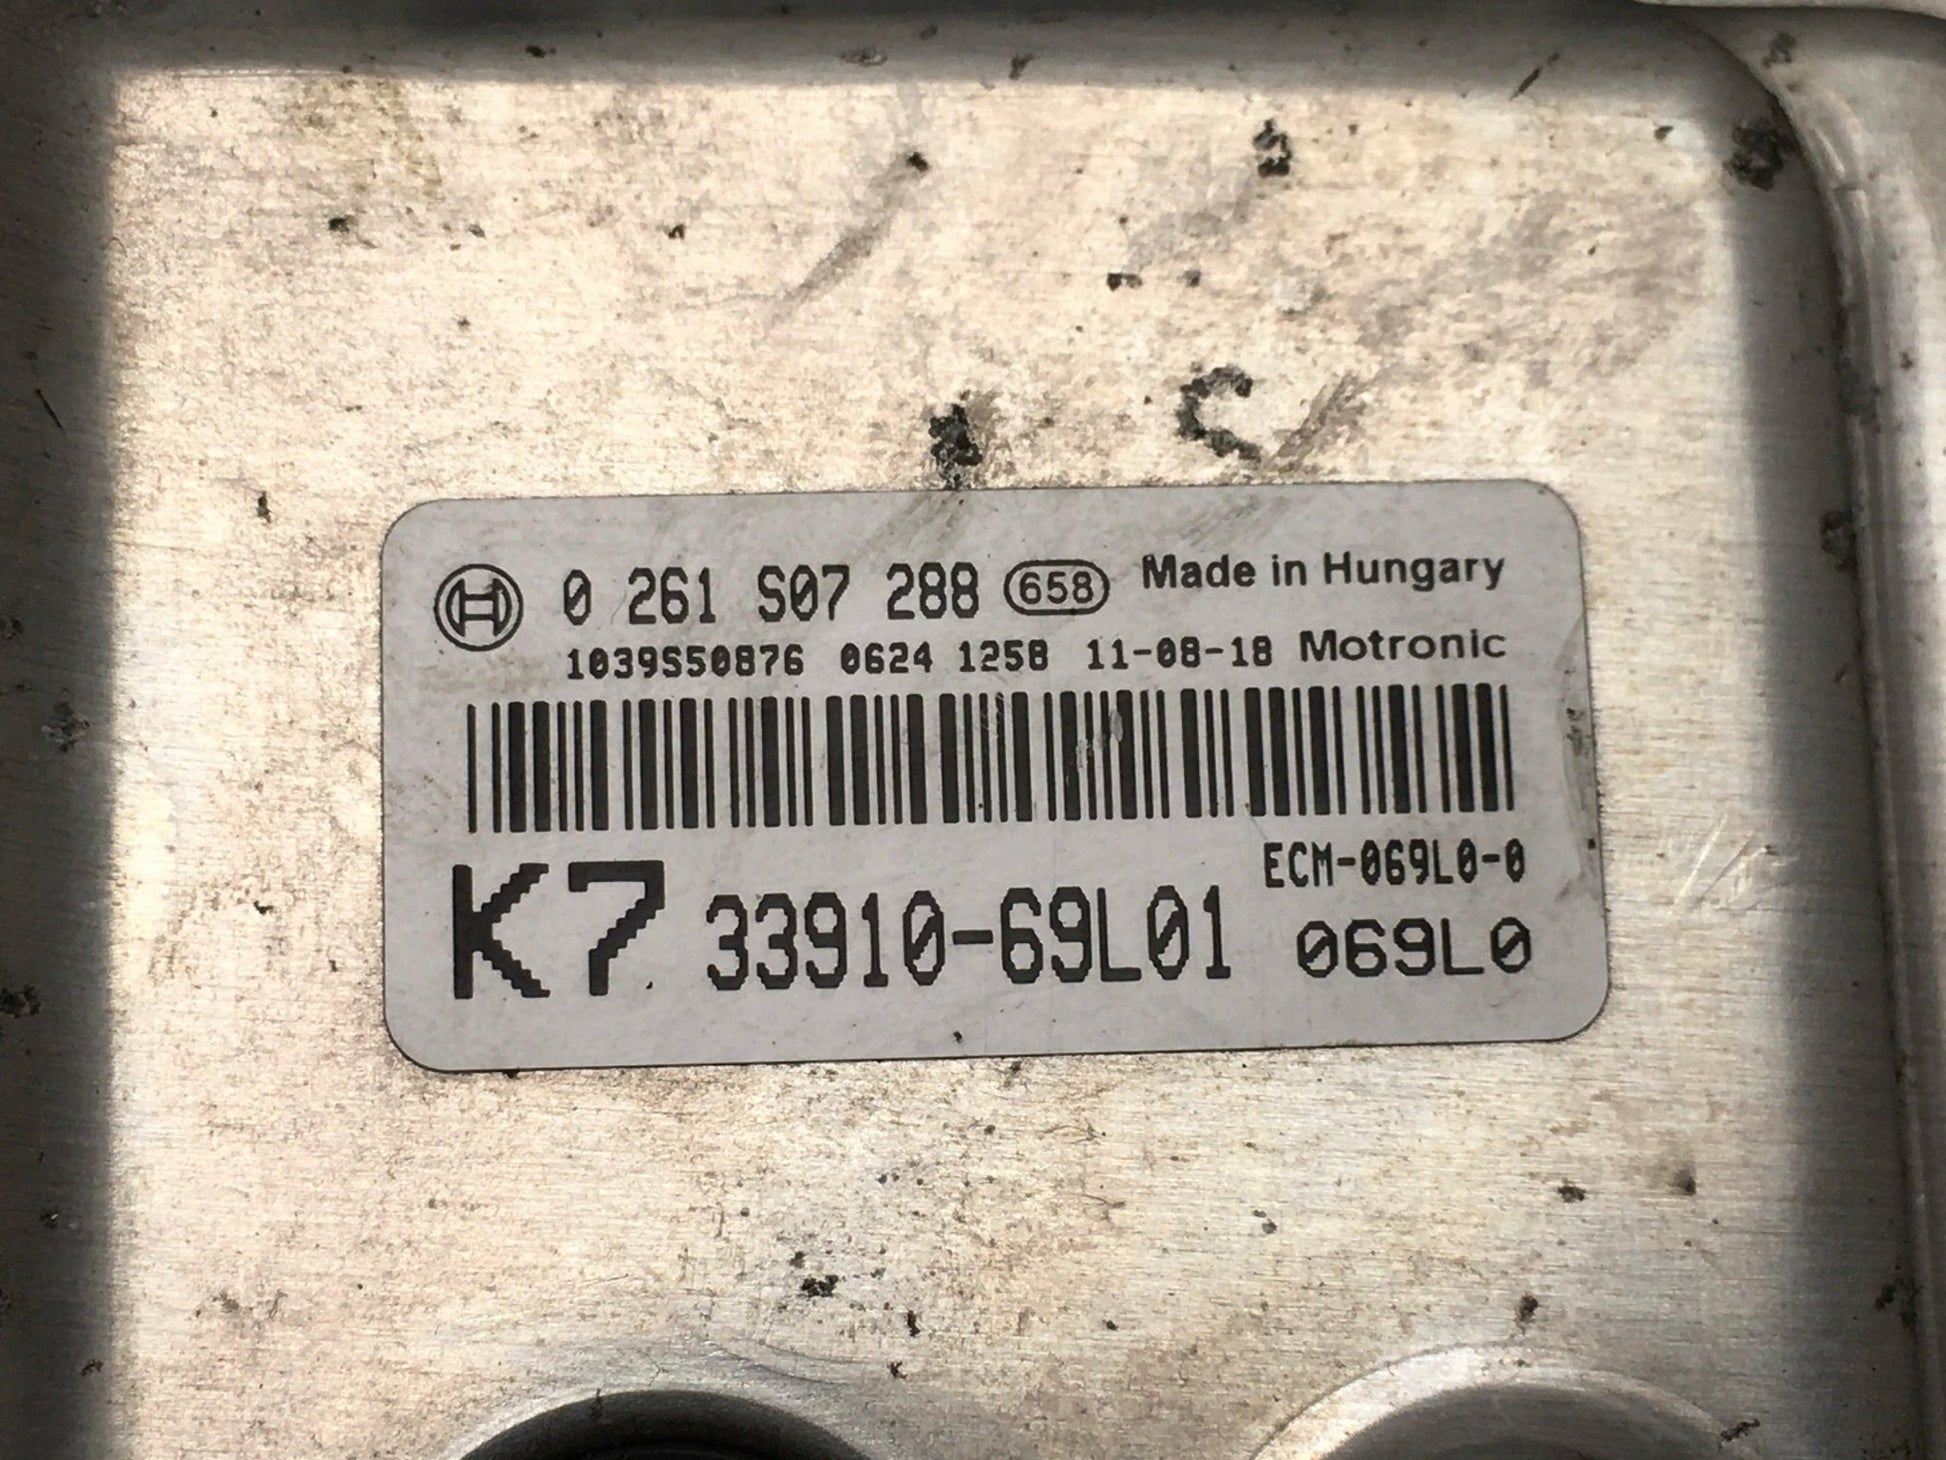 C
0 261 S07 288 658 Made in Hungary
1039S50876 0624 1258 11-08-18 Motronic
ECM-069L0-0
K7 33910-69L01 069L0